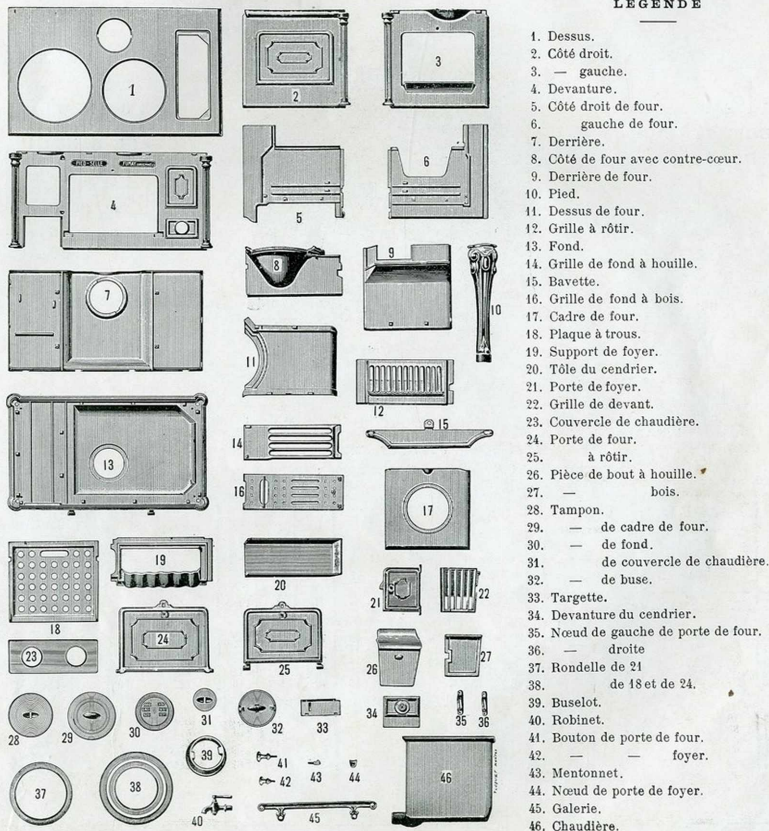 LÉGENDE
1. Dessus.
2. Côté droit.
3. — gauche.
4. Devanture.
5. Côté droit de four.
6. gauche de four.
7. Derrière.
8. Côté de four avec contre-cœur.
9. Derrière de four.
10. Pied.
11. Dessus de four.
12. Grille à rôtir.
13. Fond.
14. Grille de fond à houille.
15. Bavette.
16. Grille de fond à bois.
17. Cadre de four.
18. Plaque à trous.
19. Support de foyer.
20. Tôle du cendrier.
21. Porte de foyer.
22. Grille de devant.
23. Couvercle de chaudière.
24. Porte de four.
25. à rôtir.
26. Pièce de bout à houille.
27. — bois.
28. Tampon.
29. — de cadre de four.
30. — de fond.
31. de couvercle de chaudière.
32. — de buse.
33. Targette.
34. Devanture du cendrier.
35. Nœud de gauche de porte de four.
36. — droite
37. Rondelle de 21
38. de 18 et de 24.
39. Buselot.
40. Robinet.
41. Bouton de porte de four.
42. — — foyer.
43. Mentonnet.
44. Nœud de porte de foyer.
45. Galerie.
46. Chaudière.
1
2
3
PIED-SELLE FUMAY
4
5
6
7
8
9
10
11
12
13
14
15
16
17
18
19
20
21
22
23
24
25
26
27
28
29
30
31
32
33
34
35
36
37
38
39
40
41
42
43
44
45
46